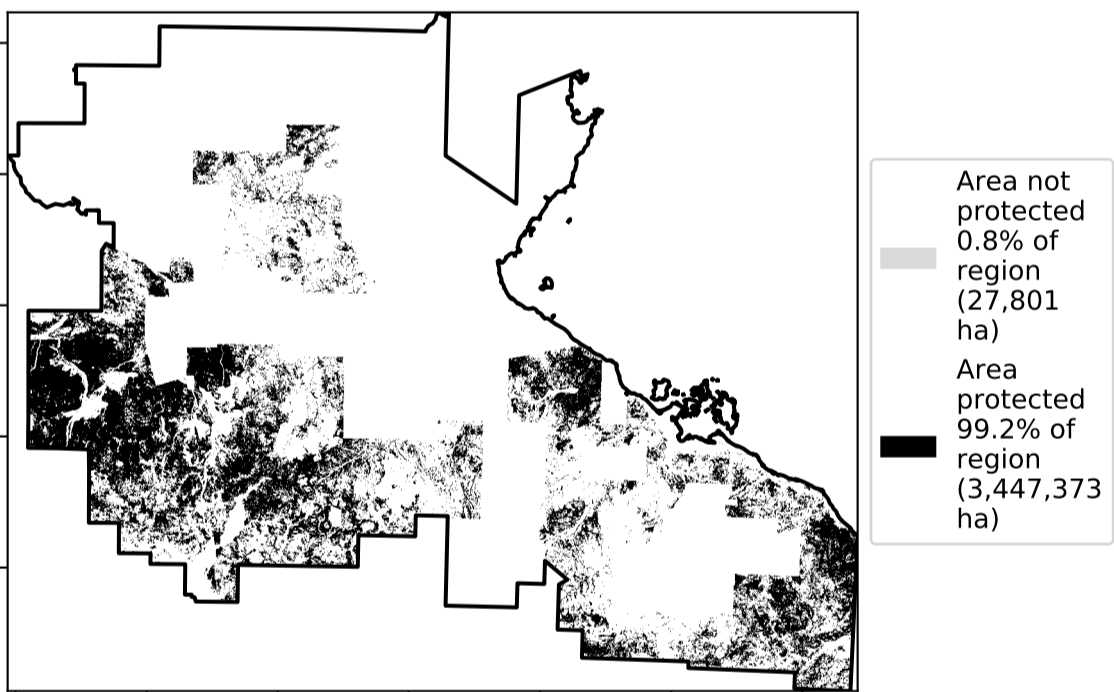 Area not
protected
0.8% of
region
(27,801
ha)
Area
protected
99.2% of
region
(3,447,373
ha)